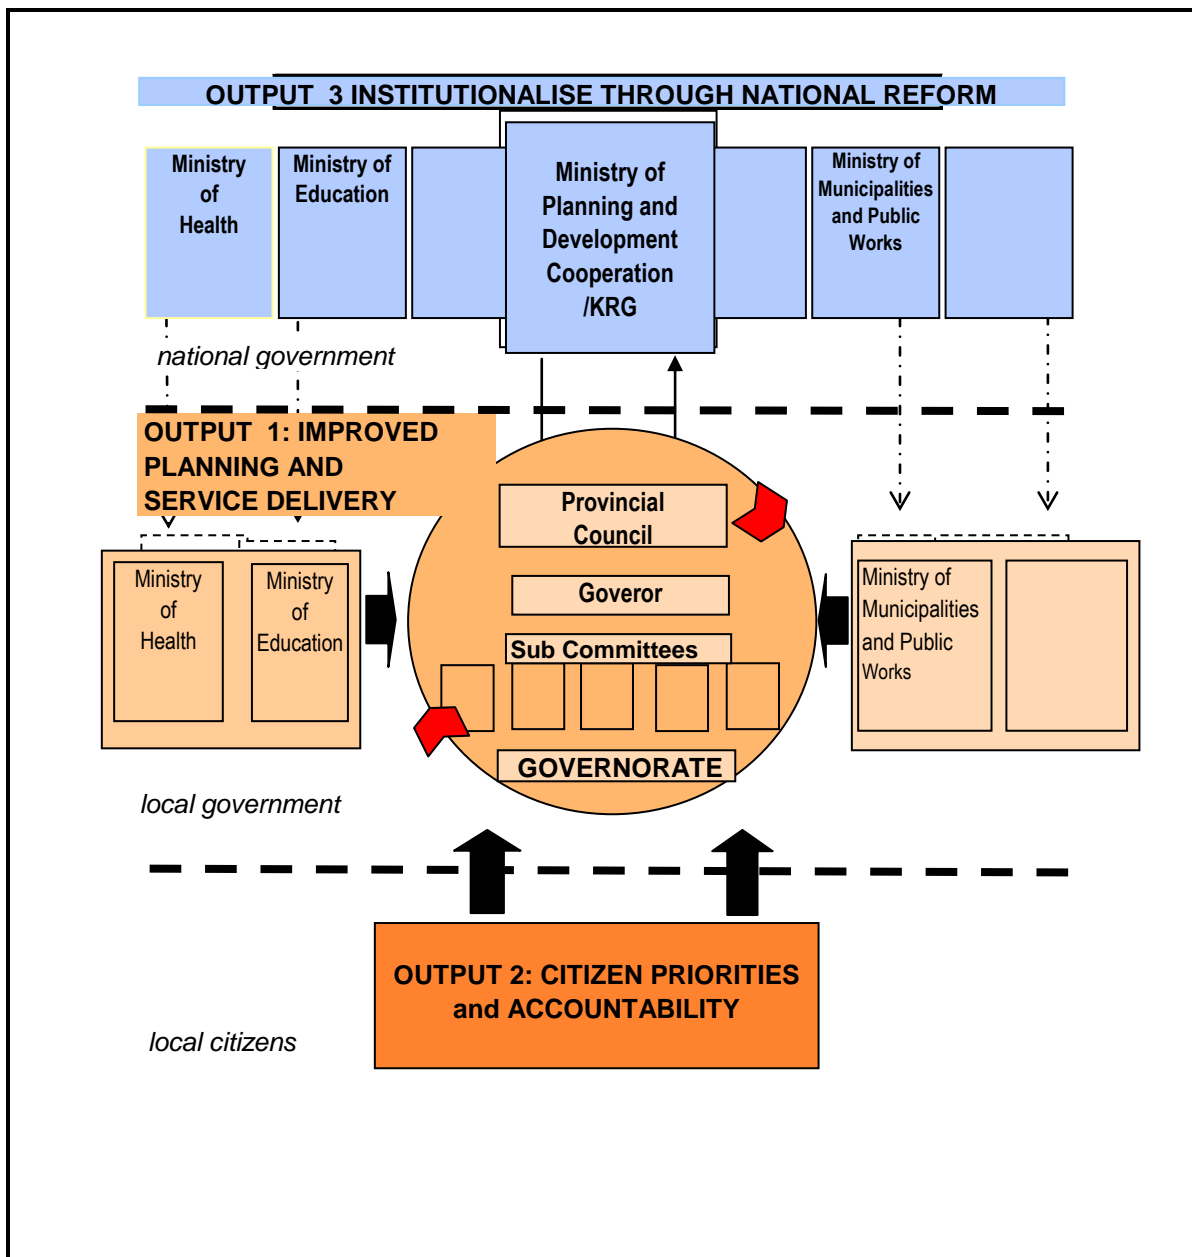 OUTPUT 3 INSTITUTIONALISE THROUGH NATIONAL REFORM
Ministry
of
Health
Ministry of
Education
Ministry of
Planning and
Development
Cooperation
/KRG
Ministry of
Municipalities
and Public
Works
national government
OUTPUT 1: IMPROVED
PLANNING AND
SERVICE DELIVERY
Provincial
Council
Goveror
Sub Committees
GOVERNORATE
Ministry
of
Health
Ministry
of
Education
Ministry of
Municipalities
and Public
Works
local government
OUTPUT 2: CITIZEN PRIORITIES
and ACCOUNTABILITY
local citizens